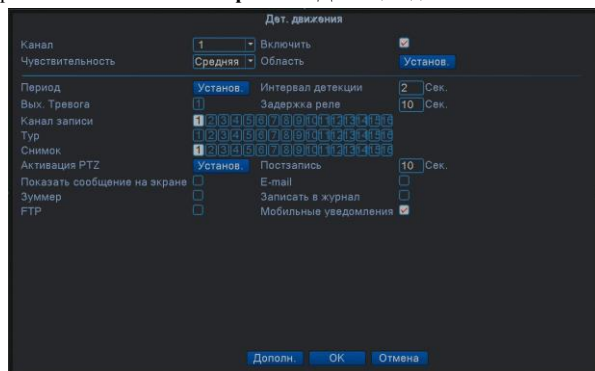 Дет. движения
Канал 1 Включить
Чувствительность Средняя Область Установ.
Период Установ. Интервал детекции 2 Сек.
Вых. Тревога 1 Задержка реле 10 Сек.
Канал записи 1 2 3 4 5 6 7 8 9 10 11 12 13 14 15 16
Тур 1 2 3 4 5 6 7 8 9 10 11 12 13 14 15 16
Снимок 1 2 3 4 5 6 7 8 9 10 11 12 13 14 15 16
Активация PTZ Установ. Постзапись 10 Сек.
Показать сообщение на экране E-mail
Зуммер Записать в журнал
FTP Мобильные уведомления
Дополн. OK Отмена